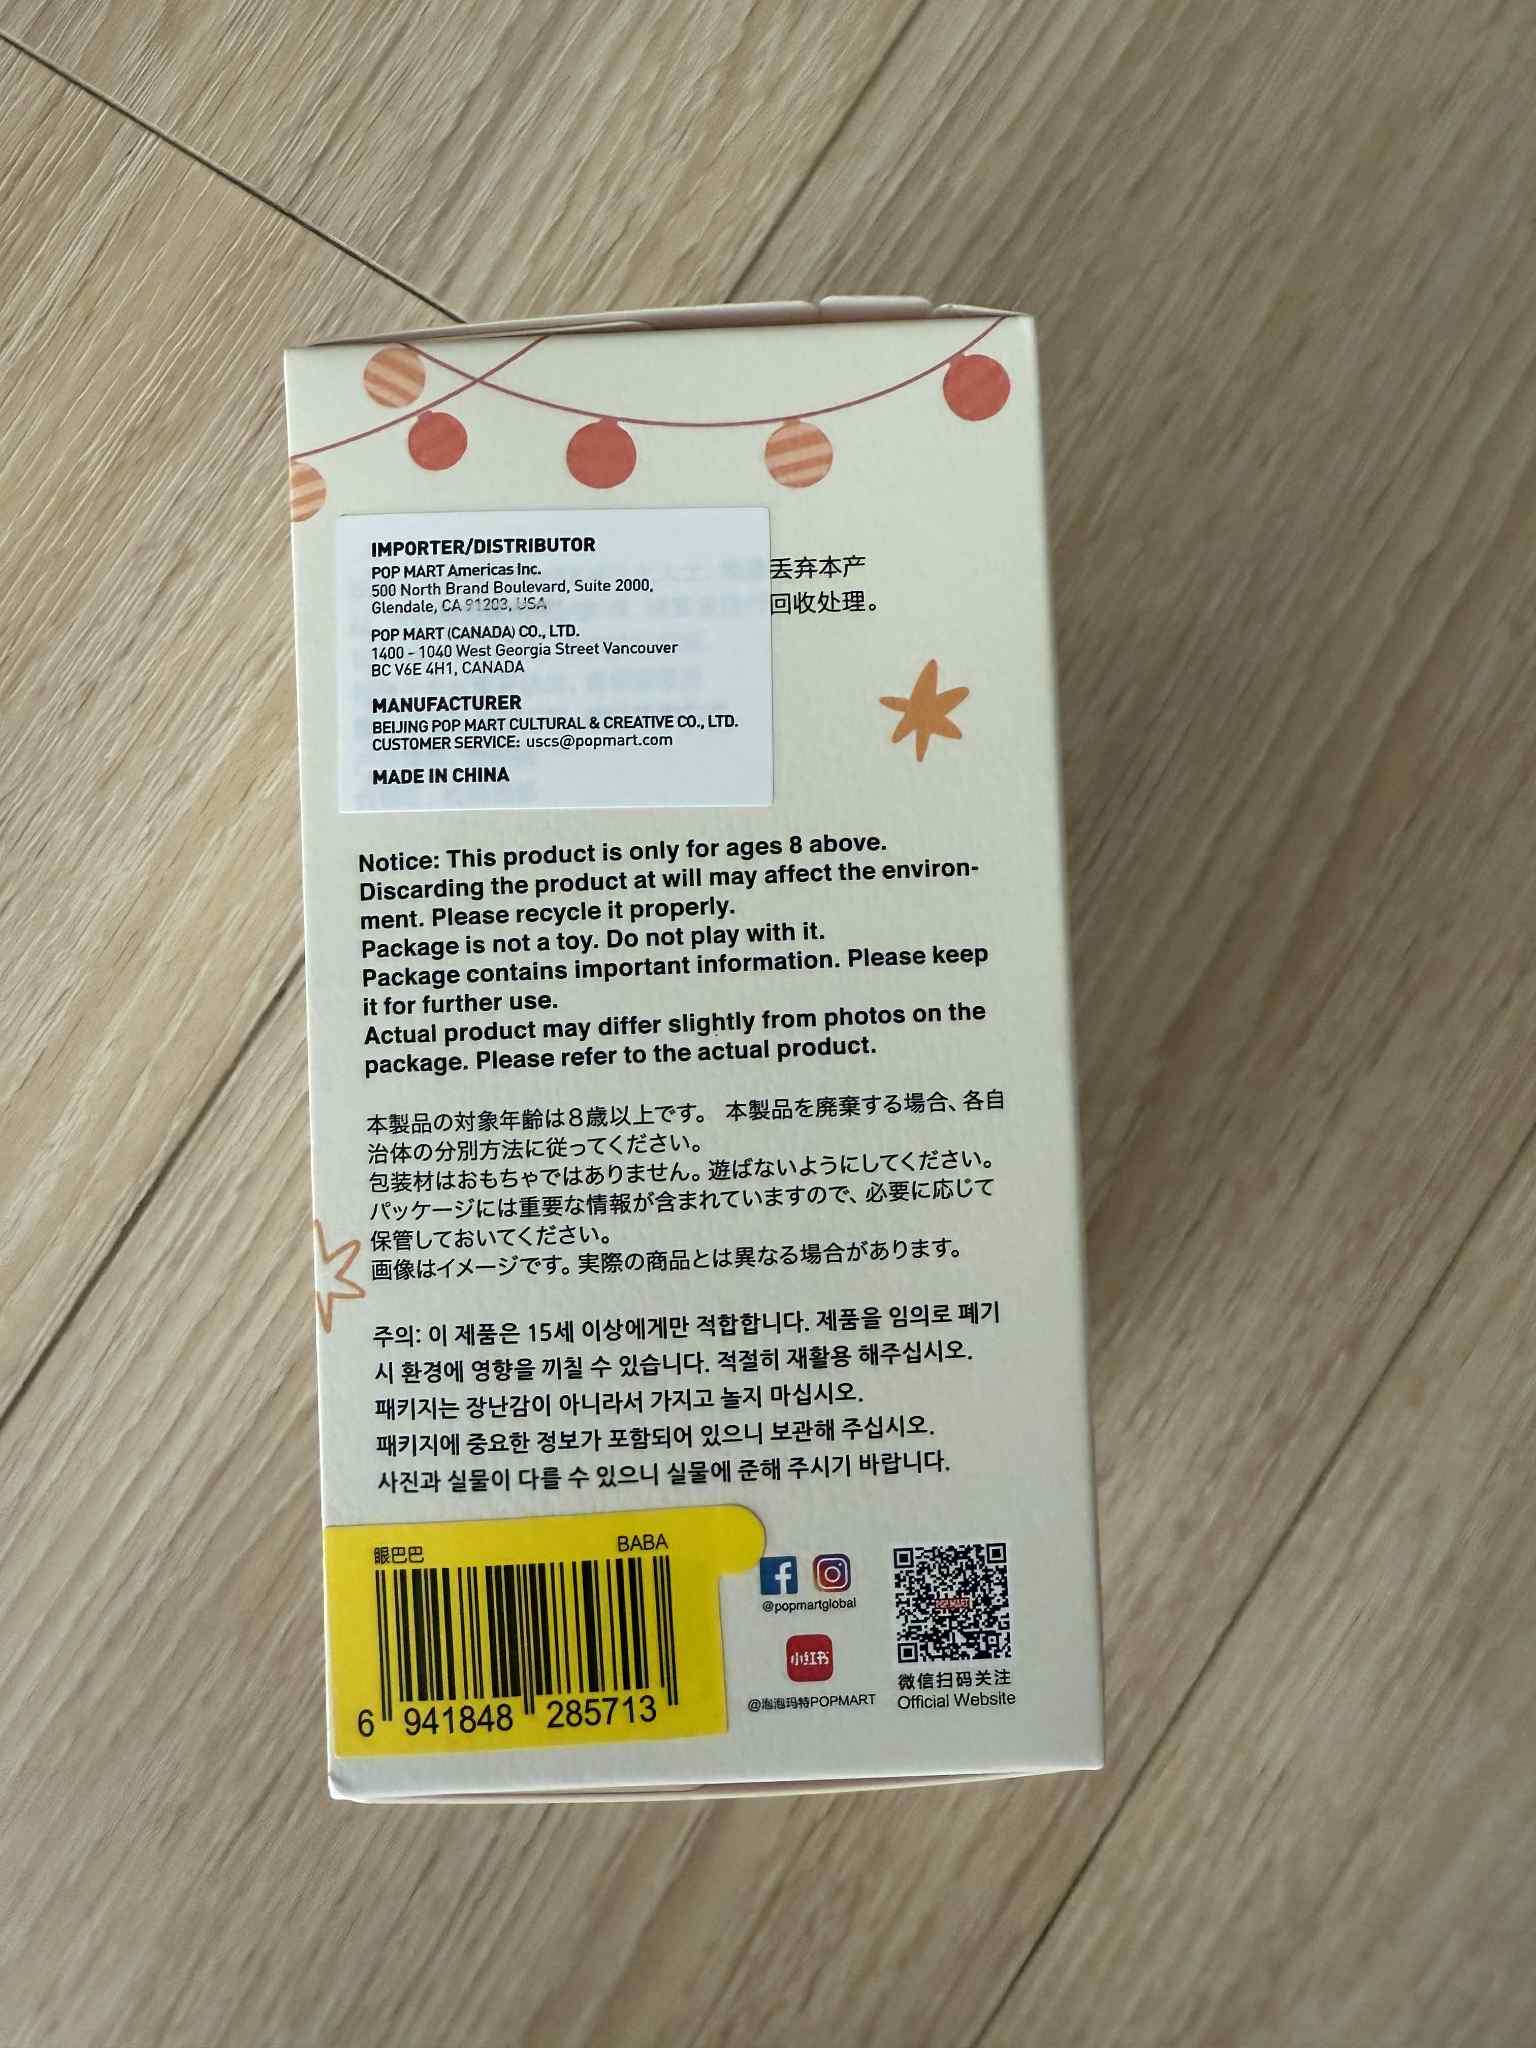 IMPORTER/DISTRIBUTOR
POP MART Americas Inc.
500 North Brand Boulevard, Suite 2000,
Glendale, CA 91203, USA
POP MART (CANADA) CO., LTD.
1400 - 1040 West Georgia Street Vancouver
BC V6E 4H1, CANADA
MANUFACTURER
BEIJING POP MART CULTURAL & CREATIVE CO., LTD.
CUSTOMER SERVICE: uscs@popmart.com
MADE IN CHINA
丢弃本产
回收处理。
Notice: This product is only for ages 8 above.
Discarding the product at will may affect the environ-
ment. Please recycle it properly.
Package is not a toy. Do not play with it.
Package contains important information. Please keep
it for further use.
Actual product may differ slightly from photos on the
package. Please refer to the actual product.
本製品の対象年齢は8歳以上です。 本製品を廃棄する場合、各自
治体の分別方法に従ってください。
包装材はおもちゃではありません。遊ばないようにしてください。
パッケージには重要な情報が含まれていますので、必要に応じて
保管しておいてください。
画像はイメージです。実際の商品とは異なる場合があります。
주의: 이 제품은 15세 이상에게만 적합합니다. 제품을 임의로 폐기
시 환경에 영향을 끼칠 수 있습니다. 적절히 재활용 해주십시오.
패키지는 장난감이 아니라서 가지고 놀지 마십시오.
패키지에 중요한 정보가 포함되어 있으니 보관해 주십시오.
사진과 실물이 다를 수 있으니 실물에 준해 주시기 바랍니다.
眼巴巴 BABA
6 941848 285713
@popmartglobal
小红书
@泡泡玛特POPMART
POP MART
微信扫码关注
Official Website